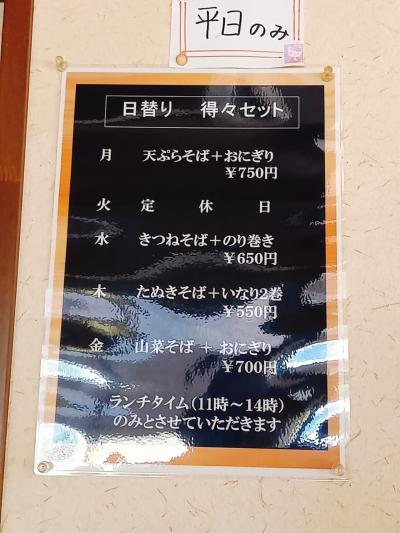 平日のみ
日替り 得々セット
月 天ぷらそば＋おにぎり
￥750円
火 定 休 日
水 きつねそば＋のり巻き
￥650円
木 たぬきそば＋いなり2巻
￥550円
金 山菜そば ＋ おにぎり
￥700円
ランチタイム(11時～14時)
のみとさせていただきます